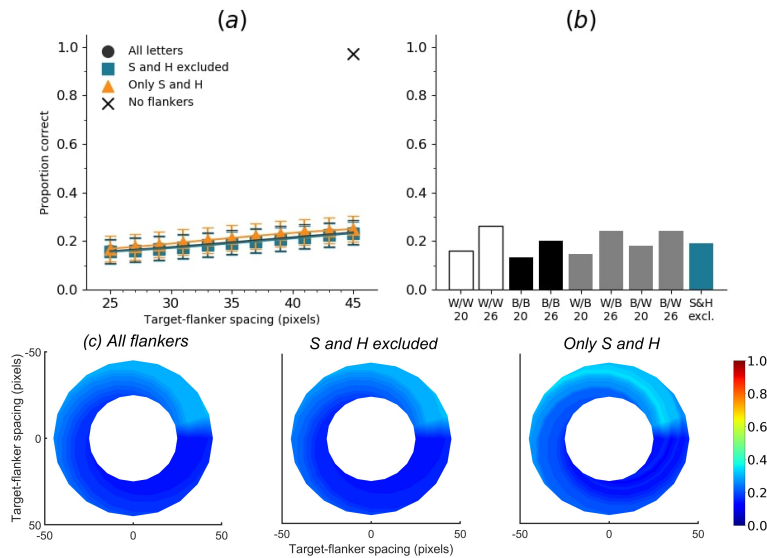 (a)
(b)
1.0
0.8
0.6
0.4
0.2
0.0
Proportion correct
All letters
S and H excluded
Only S and H
No flankers
25 30 35 40 45
Target-flanker spacing (pixels)
1.0
0.8
0.6
0.4
0.2
0.0
W/W W/W B/B B/B W/B W/B B/W B/W S&H
20 26 20 26 20 26 20 26 excl.
(c) All flankers
S and H excluded
Only S and H
Target-flanker spacing (pixels)
-50
0
50
-50 0 50
-50 0 50
-50 0 50
Target-flanker spacing (pixels)
1.0
0.8
0.6
0.4
0.2
0.0